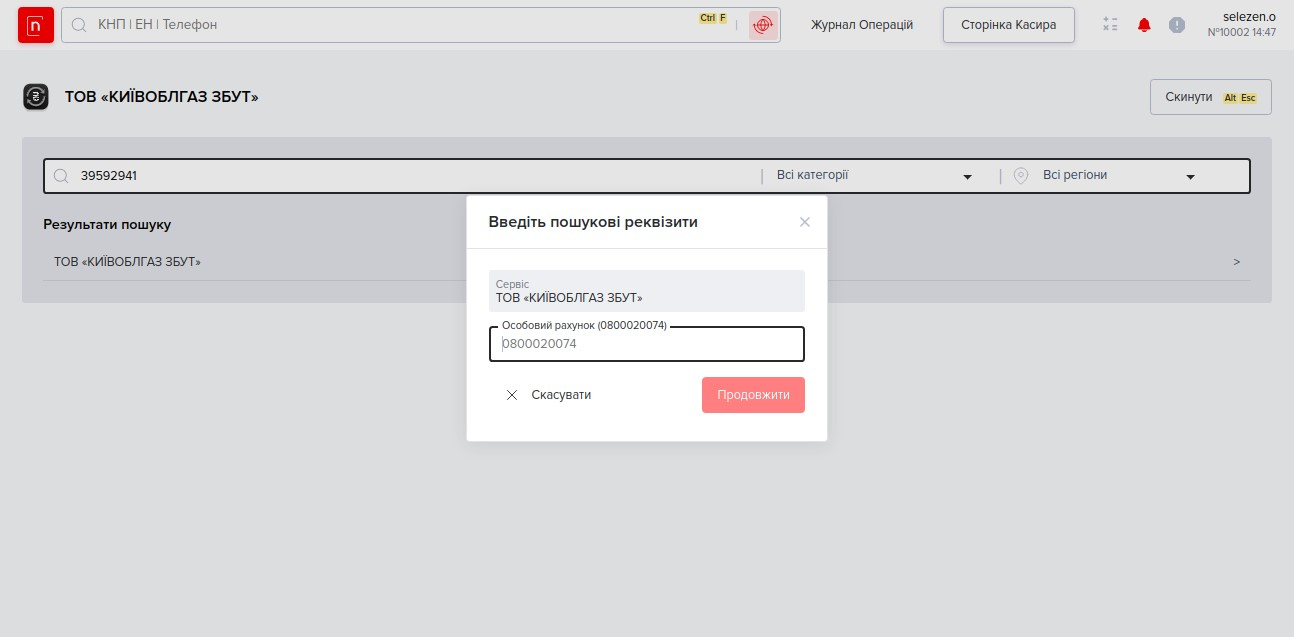 n
КНП | ЕН | Телефон
Ctrl F
Журнал Операцій
Сторінка Касира
selezen.o
№10002 14:47
ТОВ «КИЇВОБЛГАЗ ЗБУТ»
Скинути Alt Esc
39592941
Всі категорії
Всі регіони
Результати пошуку
ТОВ «КИЇВОБЛГАЗ ЗБУТ»
>
Введіть пошукові реквізити
Сервіс
ТОВ «КИЇВОБЛГАЗ ЗБУТ»
Особовий рахунок (0800020074)
0800020074
Скасувати
Продовжити